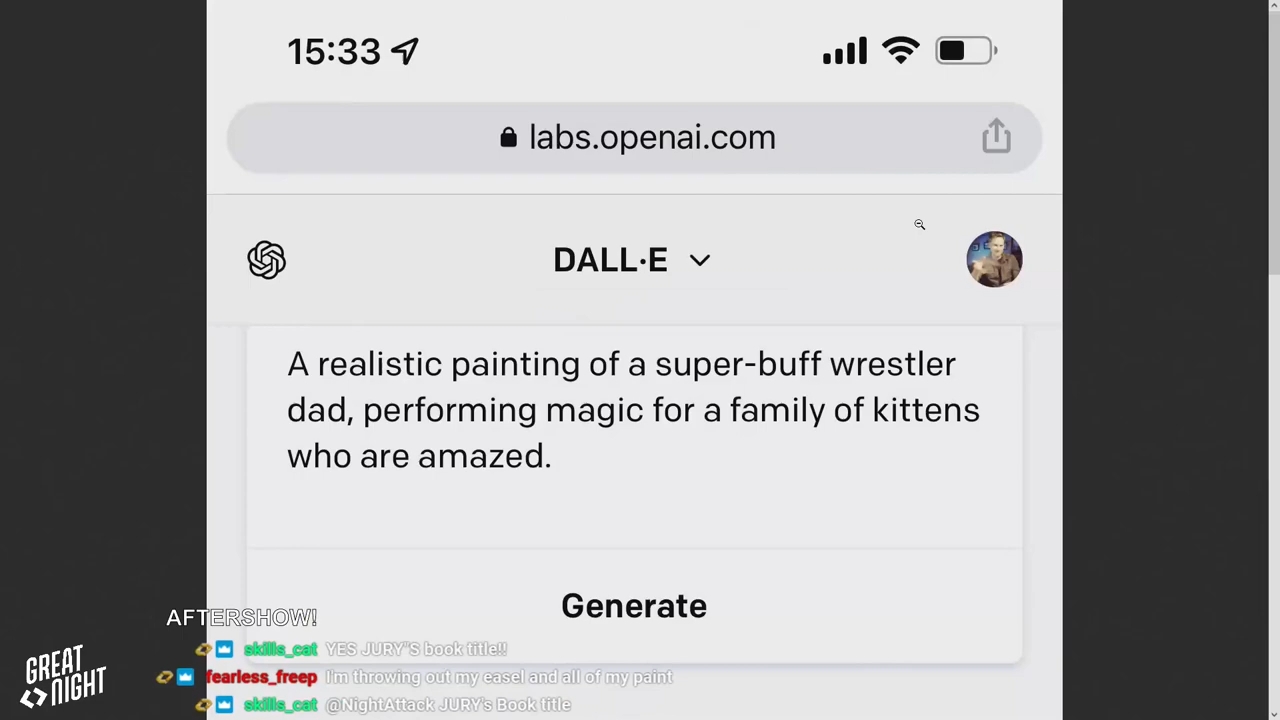 15:33
labs.openai.com
DALL·E
A realistic painting of a super-buff wrestler
dad, performing magic for a family of kittens
who are amazed.
Generate
AFTERSHOW!
skills_cat YES JURY"S book title!!
fearless_freep I'm throwing out my easel and all of my paint
skills_cat @NightAttack JURY's Book title
GREAT
NIGHT